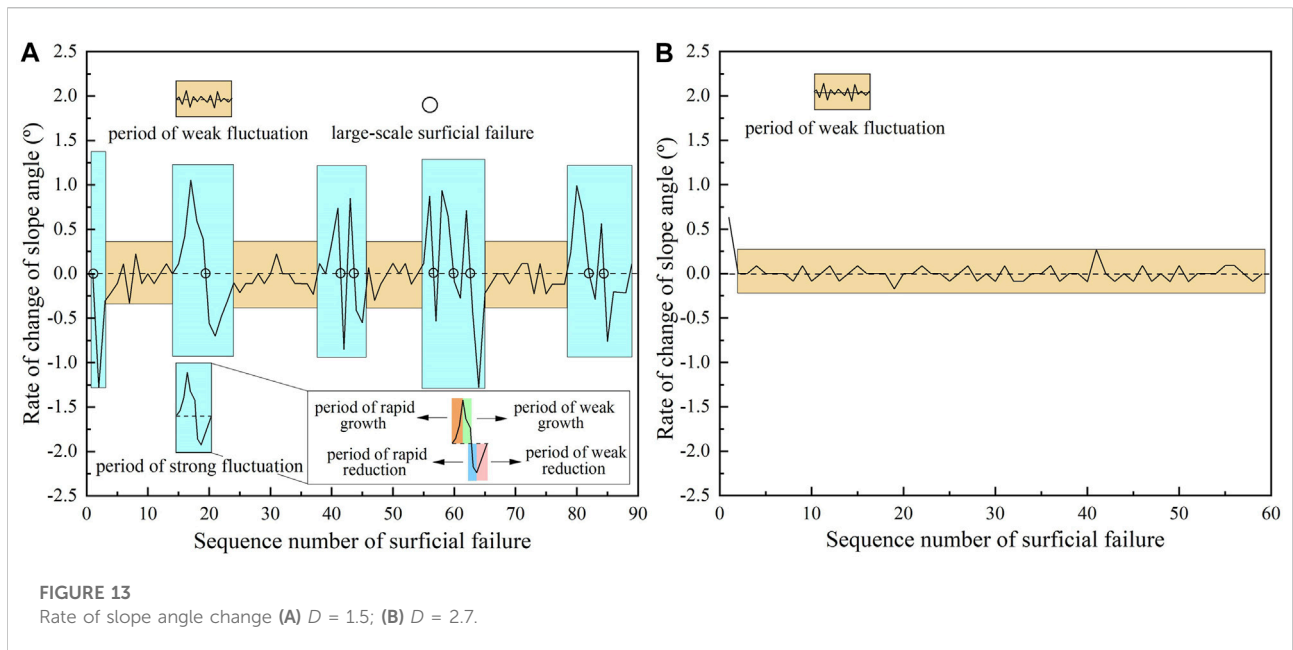 A
2.5
2.0
1.5
1.0
0.5
0.0
-0.5
-1.0
-1.5
-2.0
-2.5
Rate of change of slope angle (º)
period of weak fluctuation
large-scale surficial failure
period of strong fluctuation
period of rapid
growth
period of weak
growth
period of rapid
reduction
period of weak
reduction
0 10 20 30 40 50 60 70 80 90
Sequence number of surficial failure
B
2.5
2.0
1.5
1.0
0.5
0.0
-0.5
-1.0
-1.5
-2.0
-2.5
Rate of change of slope angle (º)
period of weak fluctuation
0 10 20 30 40 50 60
Sequence number of surficial failure
FIGURE 13
Rate of slope angle change (A) D = 1.5; (B) D = 2.7.